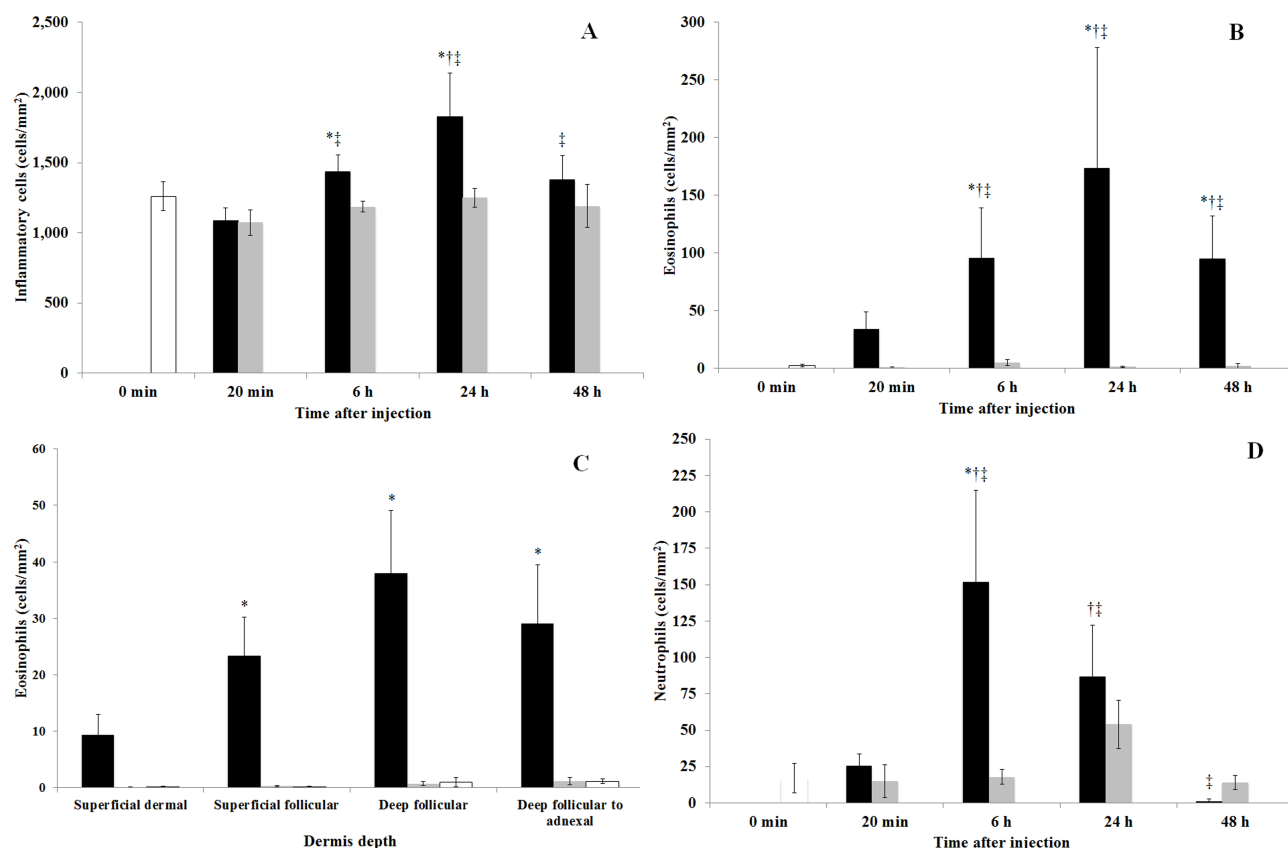 A
Inflammatory cells (cells/mm²)
2,500
2,000
1,500
1,000
500
0
*‡
*†‡
‡
0 min 20 min 6 h 24 h 48 h
Time after injection
B
Eosinophils (cells/mm²)
300
250
200
150
100
50
0
*†‡
*†‡
*†‡
0 min 20 min 6 h 24 h 48 h
Time after injection
C
Eosinophils (cells/mm²)
60
50
40
30
20
10
0
*
*
*
Superficial dermal Superficial follicular Deep follicular Deep follicular to
adnexal
Dermis depth
D
Neutrophils (cells/mm²)
250
225
200
175
150
125
100
75
50
25
0
*†‡
†‡
‡
0 min 20 min 6 h 24 h 48 h
Time after injection